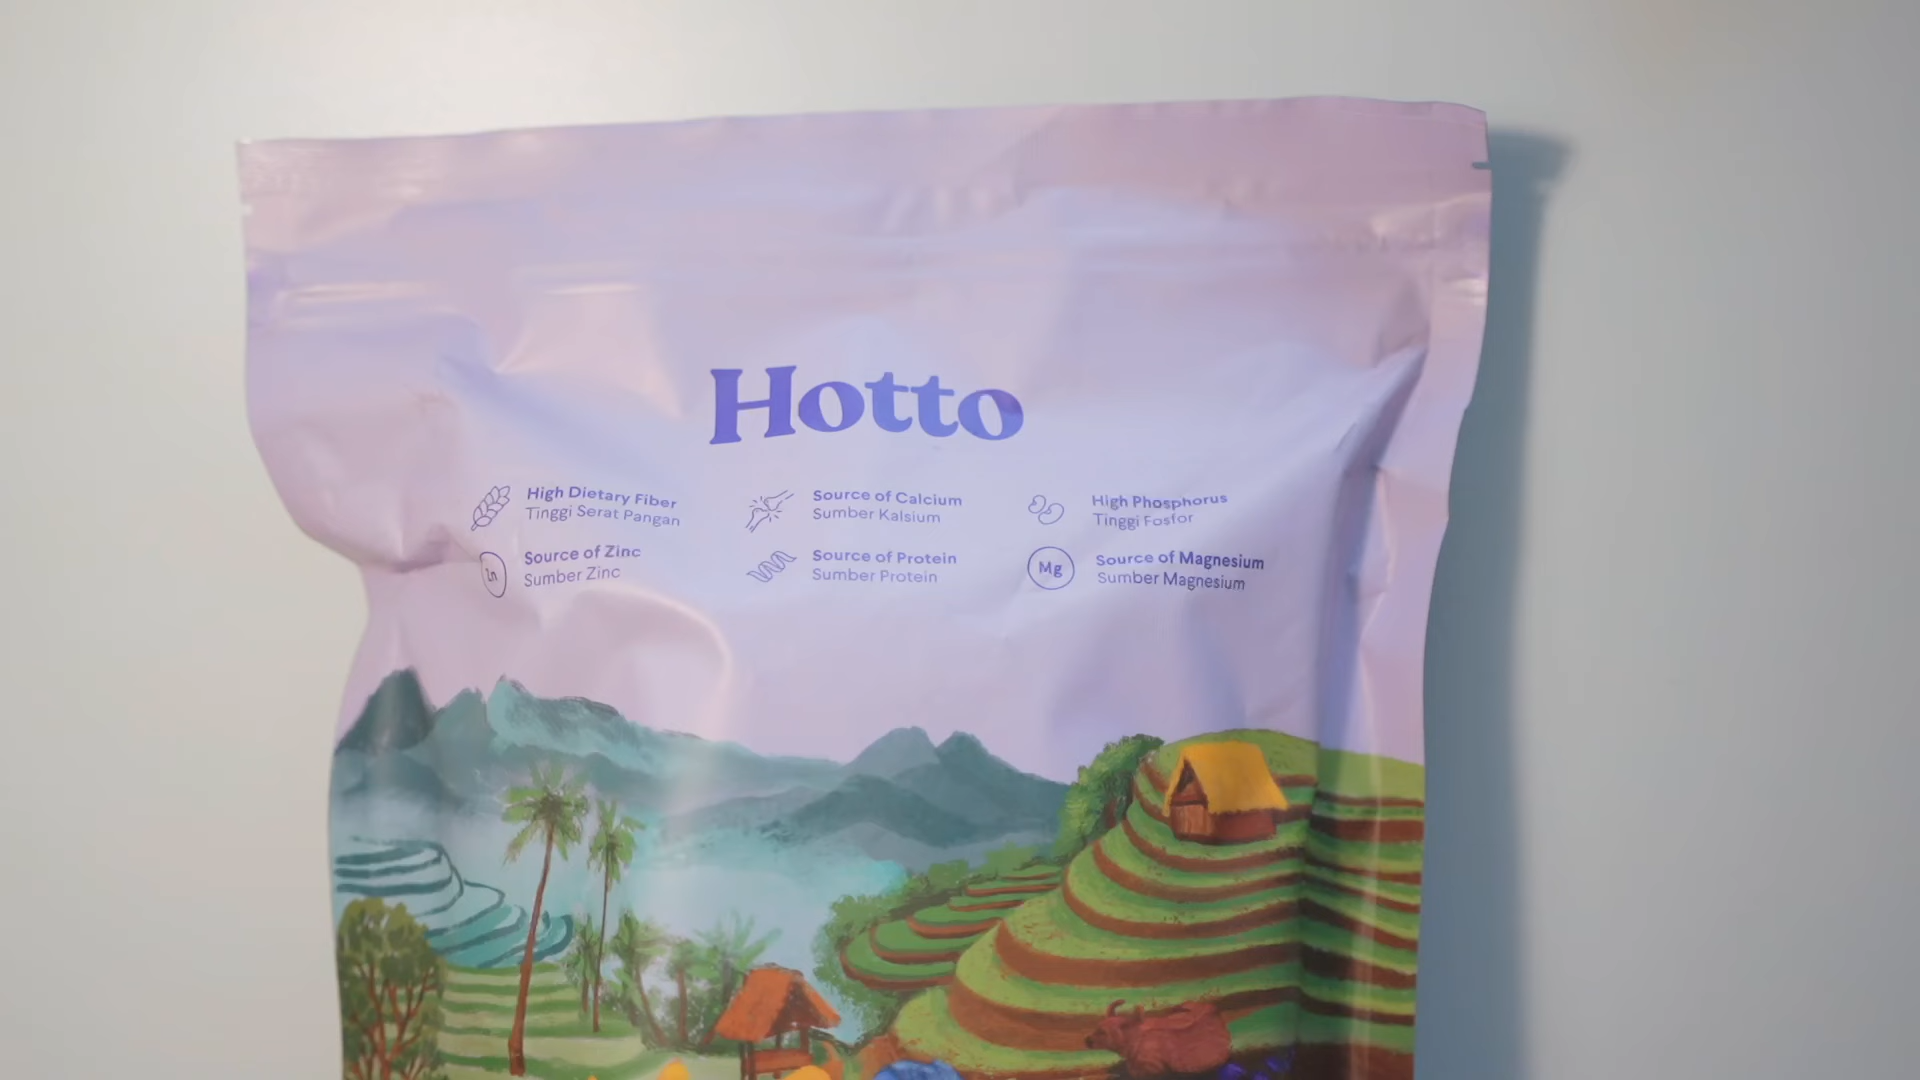 Hotto
High Dietary Fiber
Tinggi Serat Pangan
Source of Calcium
Sumber Kalsium
High Phosphorus
Tinggi Fosfor
Zn
Source of Zinc
Sumber Zinc
Source of Protein
Sumber Protein
Mg
Source of Magnesium
Sumber Magnesium